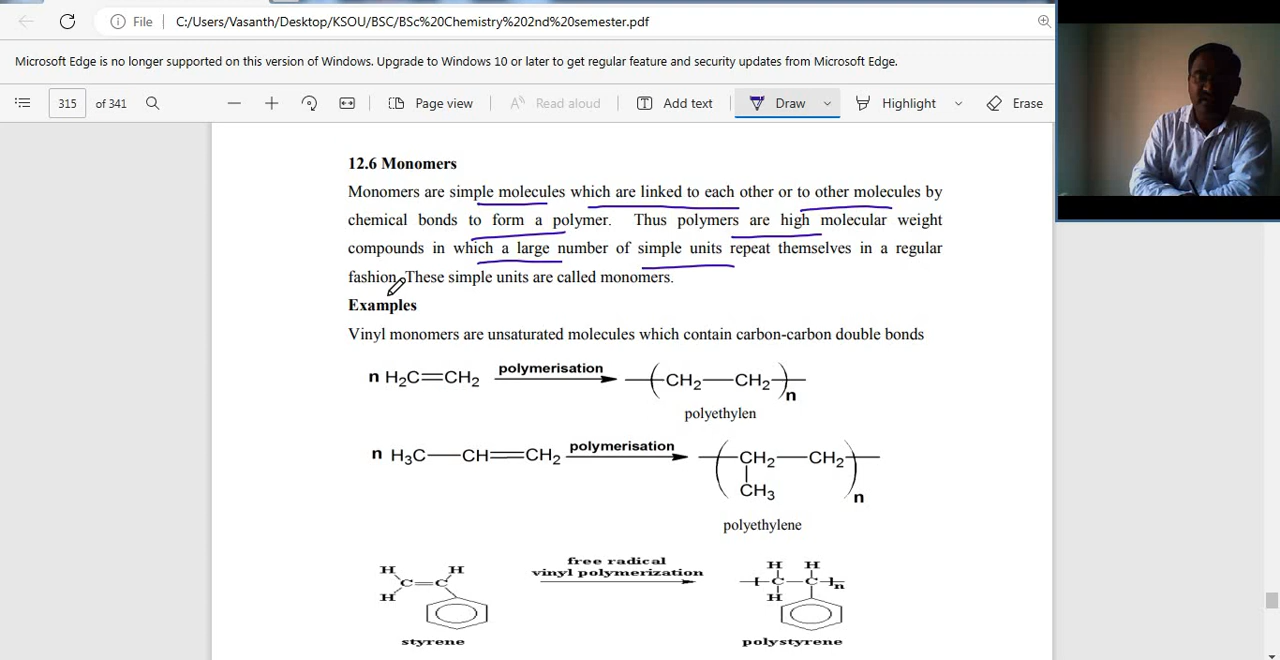 File C:/Users/Vasanth/Desktop/KSOU/BSC/BSc%20Chemistry%202nd%20semester.pdf
Microsoft Edge is no longer supported on this version of Windows. Upgrade to Windows 10 or later to get regular feature and security updates from Microsoft Edge.
315 of 341 Page view Read aloud Add text Draw Highlight Erase
12.6 Monomers
Monomers are simple molecules which are linked to each other or to other molecules by
chemical bonds to form a polymer. Thus polymers are high molecular weight
compounds in which a large number of simple units repeat themselves in a regular
fashion. These simple units are called monomers.
Examples
Vinyl monomers are unsaturated molecules which contain carbon-carbon double bonds
n H₂C=CH₂ polymerisation CH₂—CH₂ n
polyethylen
n H₃C—CH=CH₂ polymerisation CH₂—CH₂
CH₃ n
polyethylene
H H free radical H H
C=C vinyl polymerization C—C n
H H
styrene polystyrene